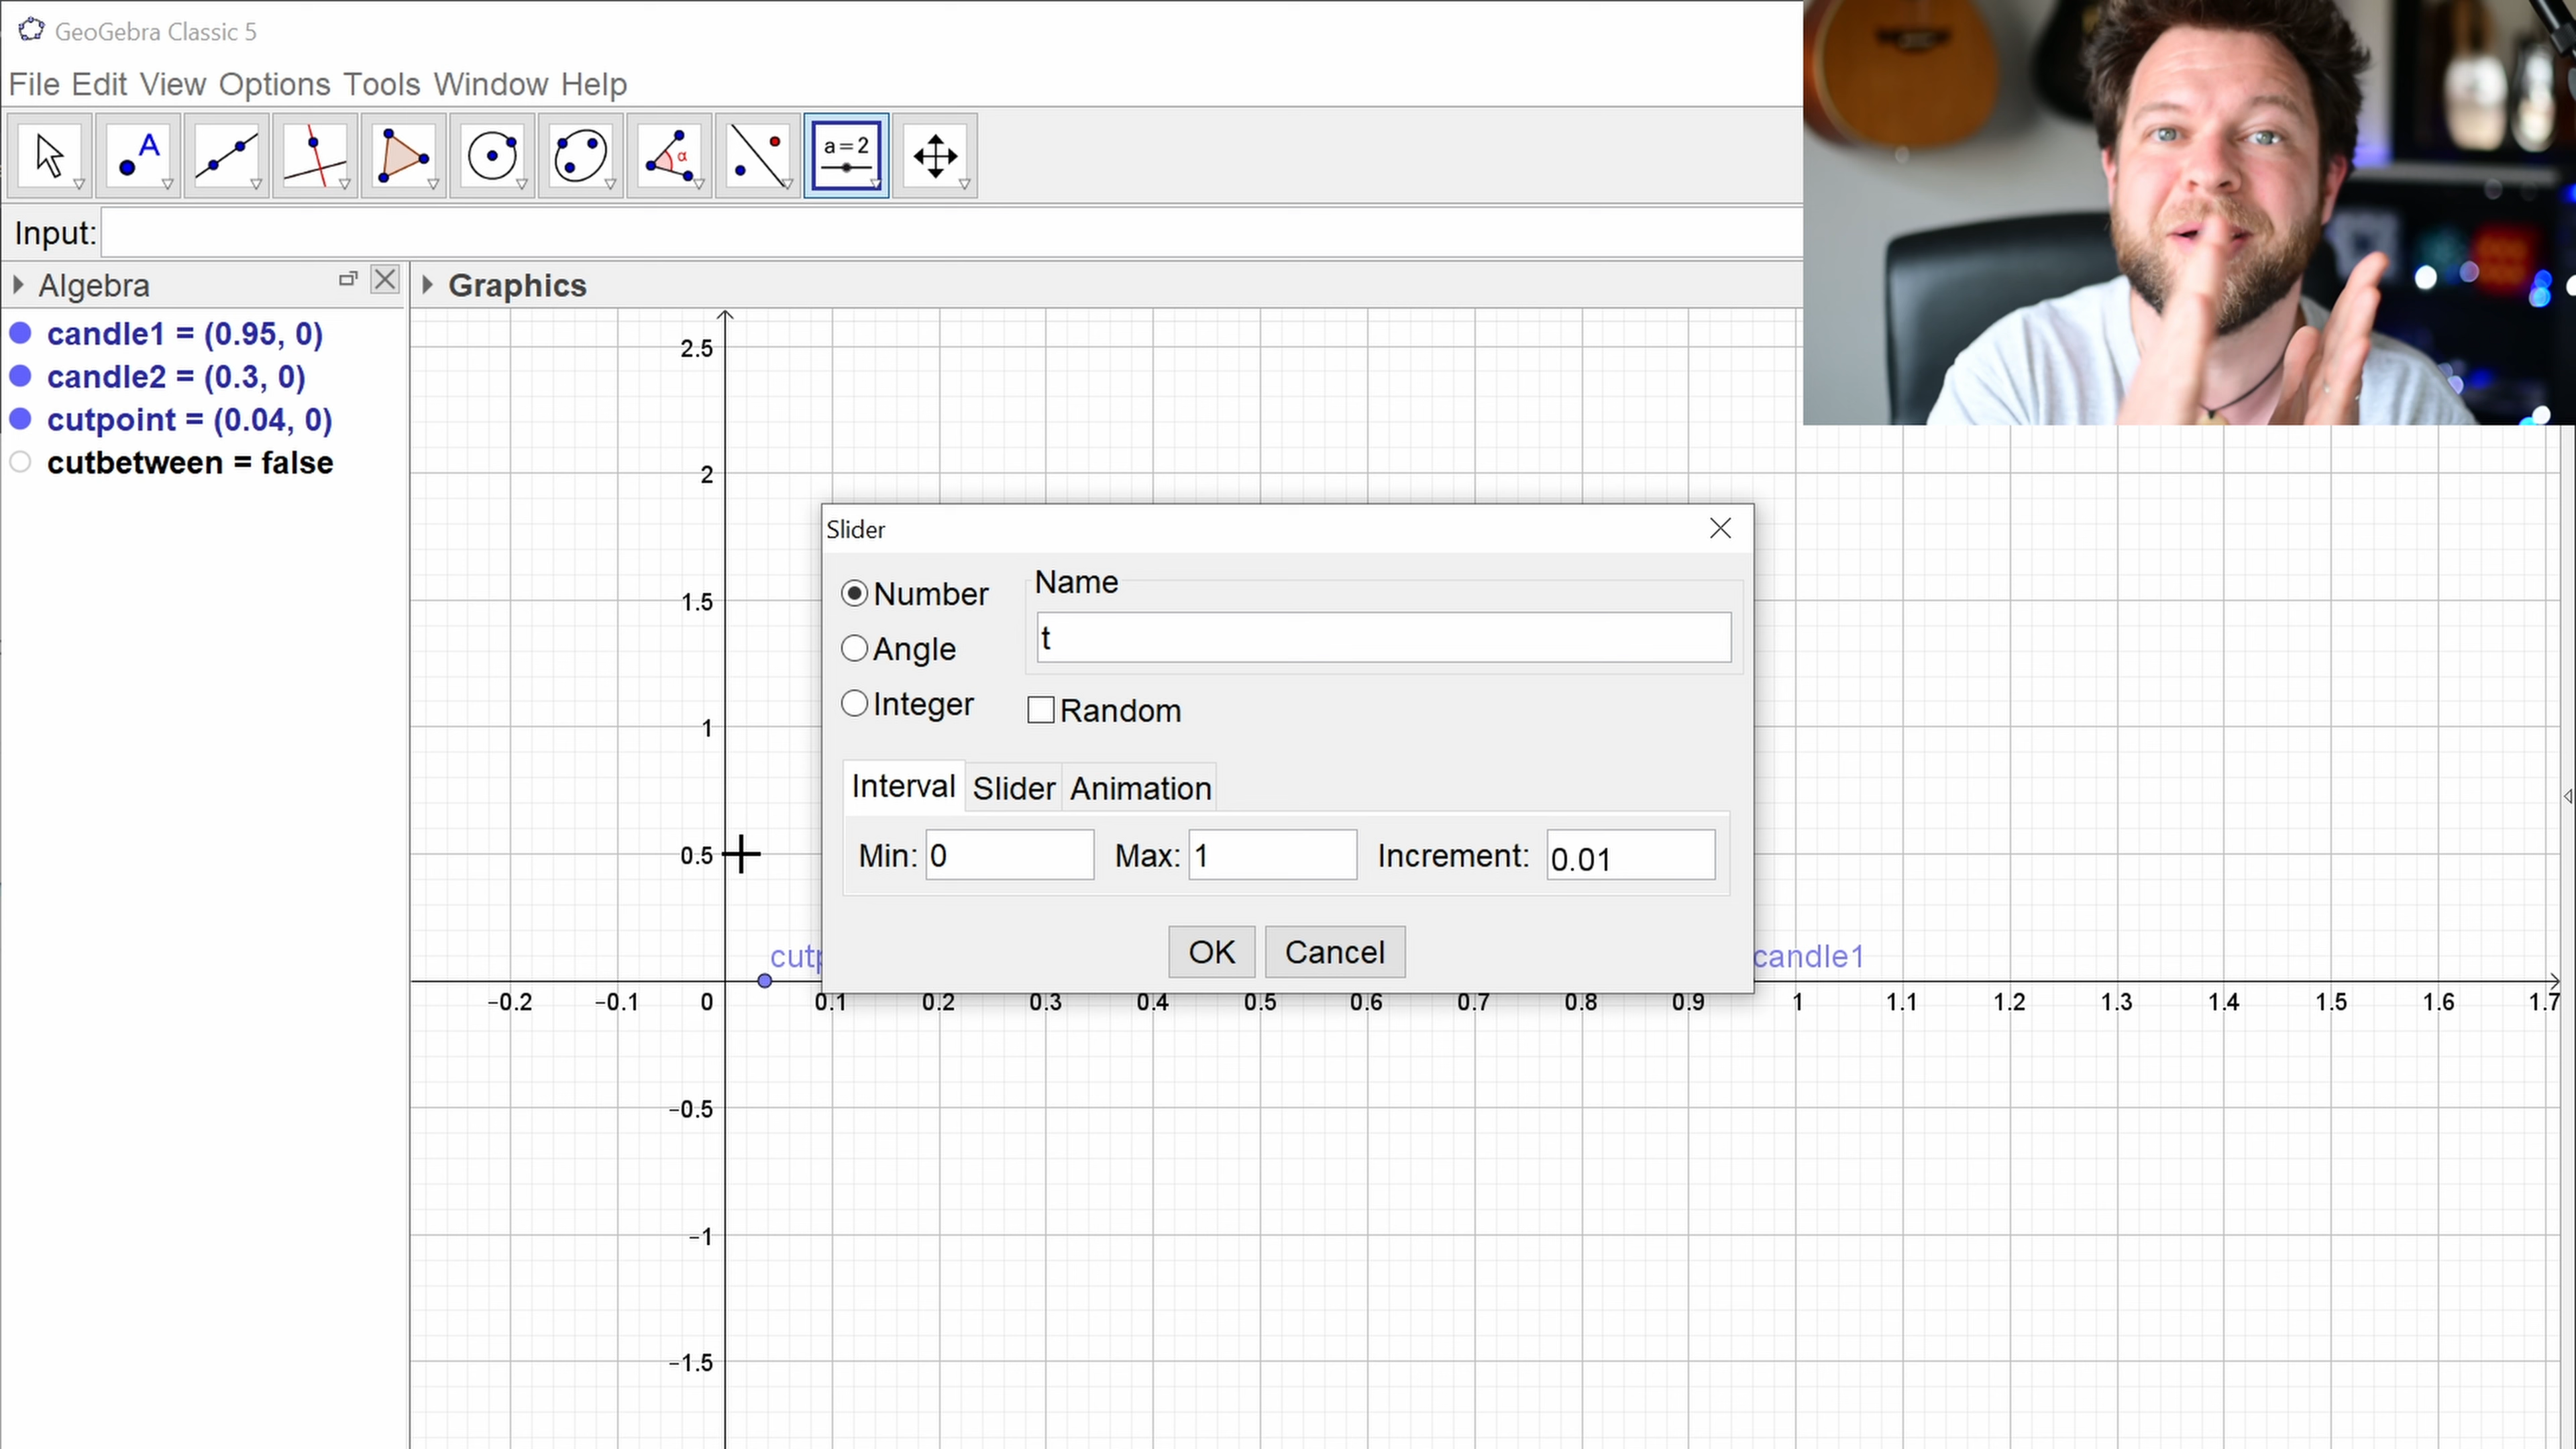 GeoGebra Classic 5
File Edit View Options Tools Window Help
A
α
a = 2
Input:
Algebra
Graphics
candle1 = (0.95, 0)
candle2 = (0.3, 0)
cutpoint = (0.04, 0)
cutbetween = false
2.5
2
1.5
1
0.5
Slider
Number
Name
t
Angle
Integer
Random
Interval Slider Animation
Min: 0 Max: 1 Increment: 0.01
OK Cancel
cutp
candle1
−0.2 −0.1 0 0.1 0.2 0.3 0.4 0.5 0.6 0.7 0.8 0.9 1 1.1 1.2 1.3 1.4 1.5 1.6 1.7
−0.5
−1
−1.5